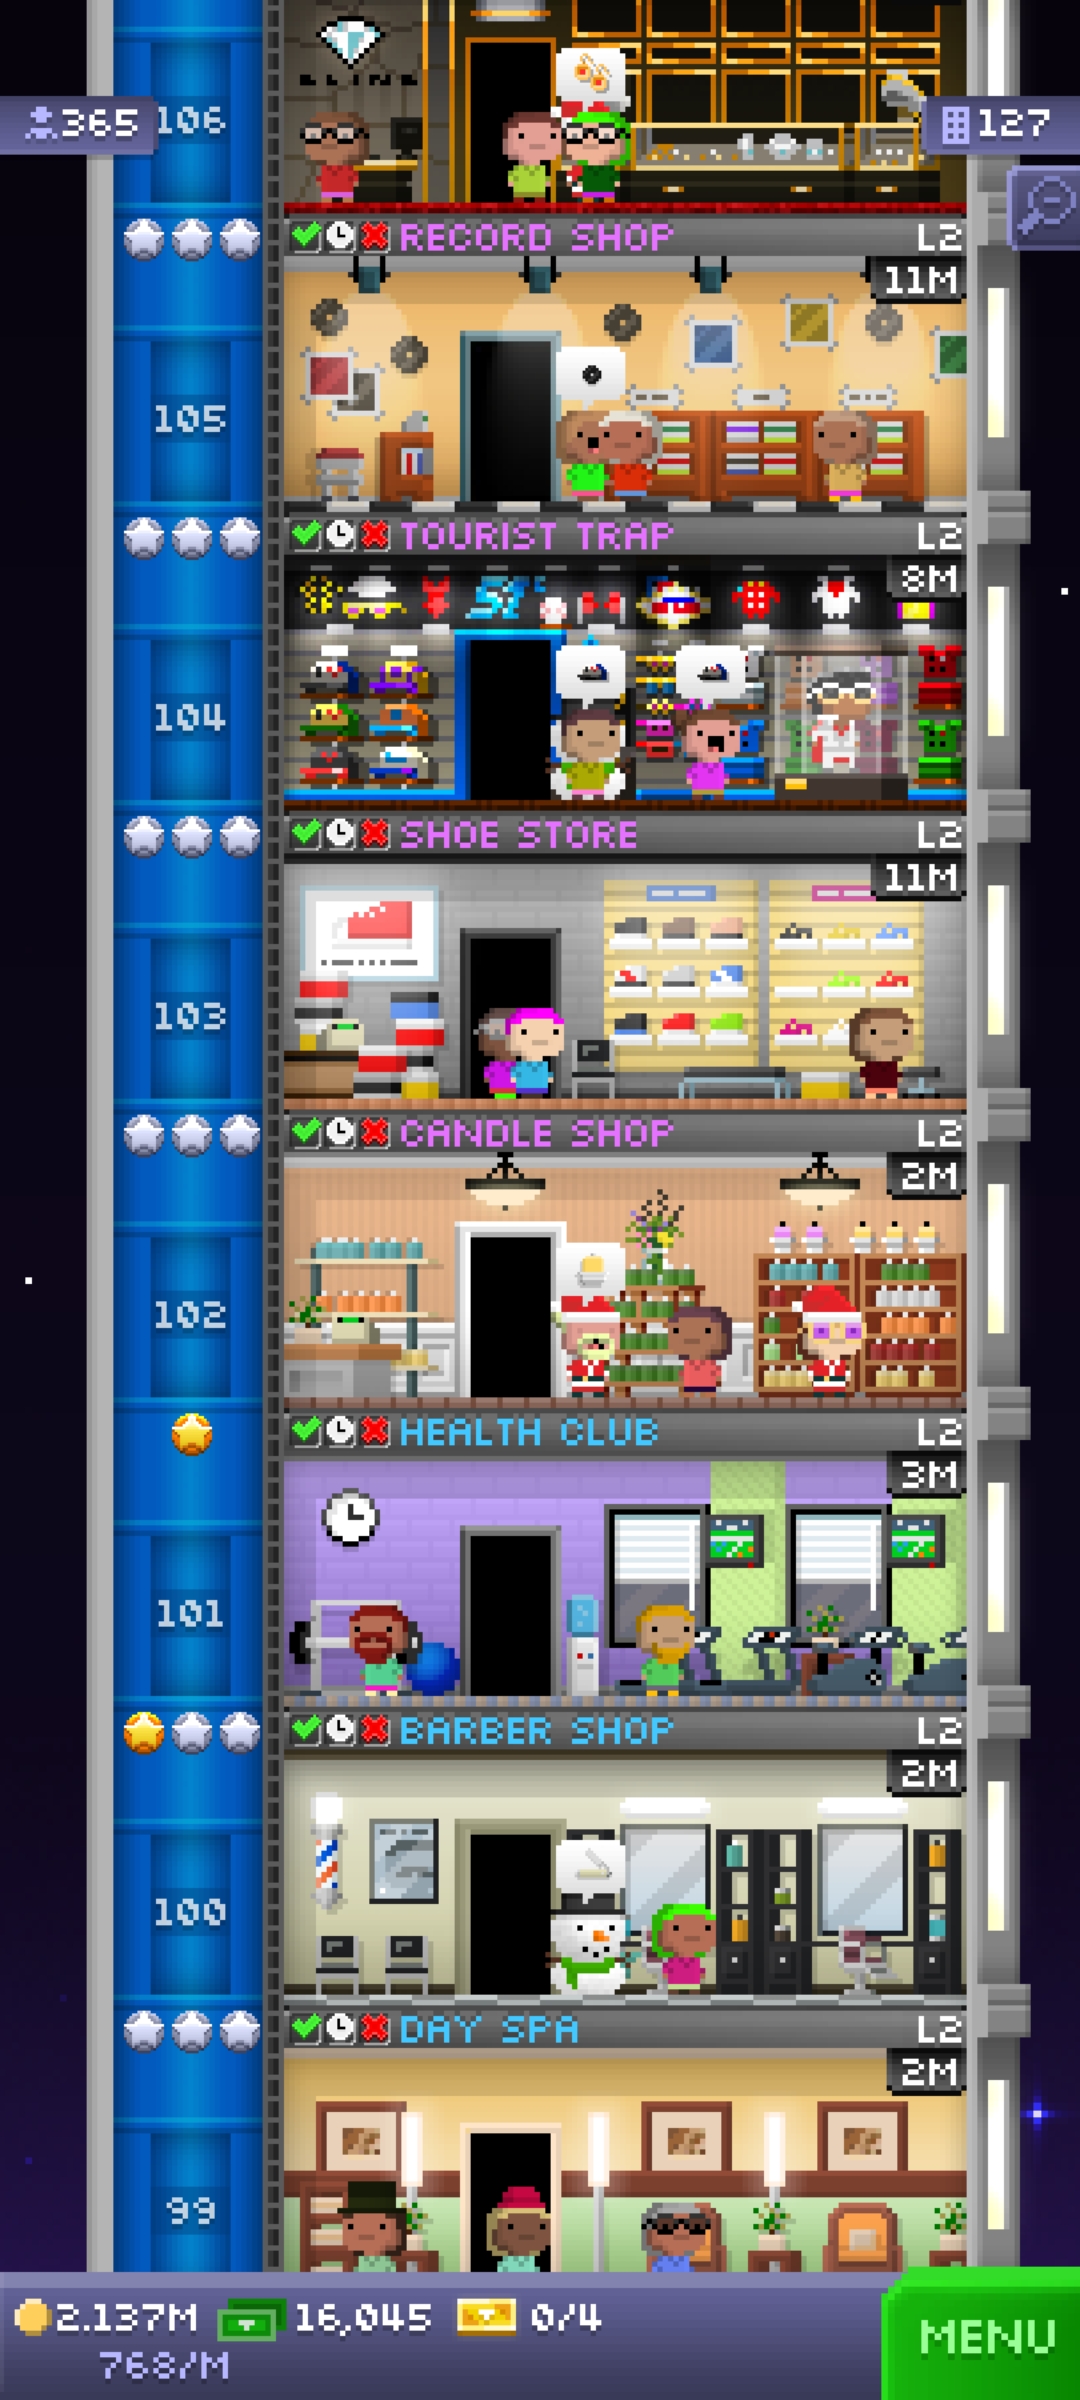 BLING
365
106
127
RECORD SHOP L2
11M
105
TOURIST TRAP L2
8M
104
SHOE STORE L2
11M
103
CANDLE SHOP L2
2M
102
HEALTH CLUB L2
3M
101
BARBER SHOP L2
2M
100
DAY SPA L2
2M
99
2.137M 16,045 0/4
768/M
MENU